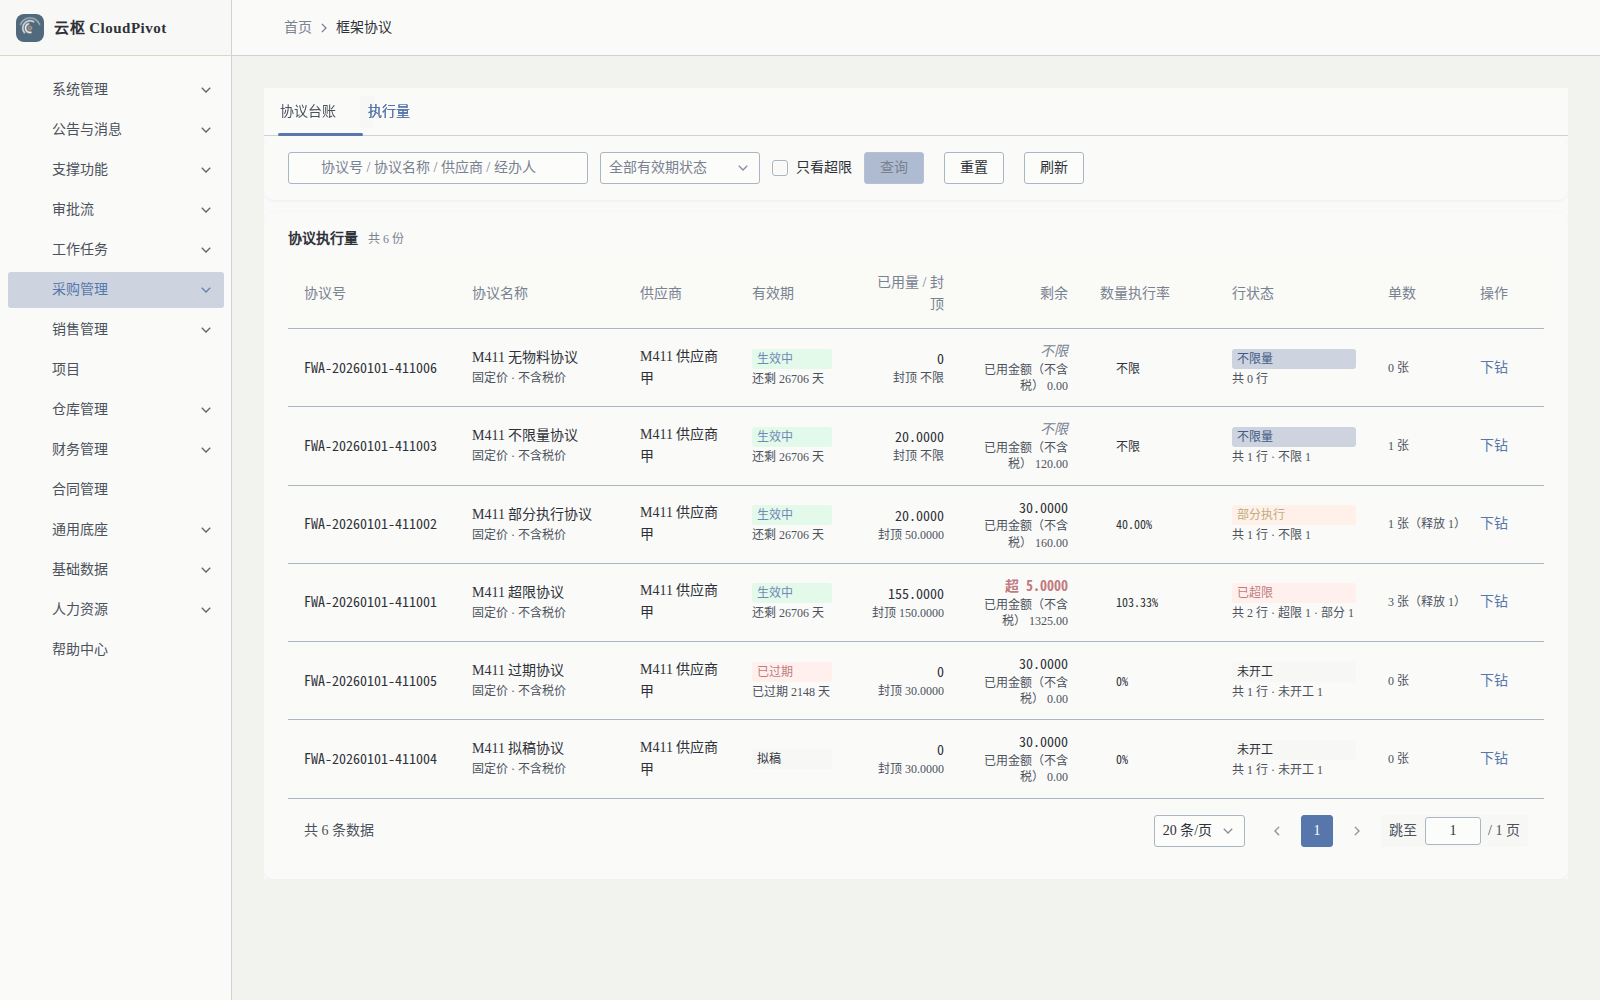 云枢 CloudPivot
首页 > 框架协议
系统管理
公告与消息
支撑功能
审批流
工作任务
采购管理
销售管理
项目
仓库管理
财务管理
合同管理
通用底座
基础数据
人力资源
帮助中心
协议台账 执行量
协议号 / 协议名称 / 供应商 / 经办人 全部有效期状态 只看超限 查询 重置 刷新
协议执行量 共 6 份
协议号 协议名称 供应商 有效期 已用量 / 封顶 剩余 数量执行率 行状态 单数 操作
FWA-20260101-411006 M411 无物料协议 M411 供应商甲 生效中 0 不限 不限 不限量 0 张 下钻
固定价 · 不含税价 还剩 26706 天 封顶 不限 已用金额（不含税） 0.00 共 0 行
FWA-20260101-411003 M411 不限量协议 M411 供应商甲 生效中 20.0000 不限 不限 不限量 1 张 下钻
固定价 · 不含税价 还剩 26706 天 封顶 不限 已用金额（不含税） 120.00 共 1 行 · 不限 1
FWA-20260101-411002 M411 部分执行协议 M411 供应商甲 生效中 20.0000 30.0000 40.00% 部分执行 1 张（释放 1） 下钻
固定价 · 不含税价 还剩 26706 天 封顶 50.0000 已用金额（不含税） 160.00 共 1 行 · 不限 1
FWA-20260101-411001 M411 超限协议 M411 供应商甲 生效中 155.0000 超 5.0000 103.33% 已超限 3 张（释放 1） 下钻
固定价 · 不含税价 还剩 26706 天 封顶 150.0000 已用金额（不含税） 1325.00 共 2 行 · 超限 1 · 部分 1
FWA-20260101-411005 M411 过期协议 M411 供应商甲 已过期 0 30.0000 0% 未开工 0 张 下钻
固定价 · 不含税价 已过期 2148 天 封顶 30.0000 已用金额（不含税） 0.00 共 1 行 · 未开工 1
FWA-20260101-411004 M411 拟稿协议 M411 供应商甲 拟稿 0 30.0000 0% 未开工 0 张 下钻
固定价 · 不含税价 封顶 30.0000 已用金额（不含税） 0.00 共 1 行 · 未开工 1
共 6 条数据 20 条/页 1 跳至 1 / 1 页